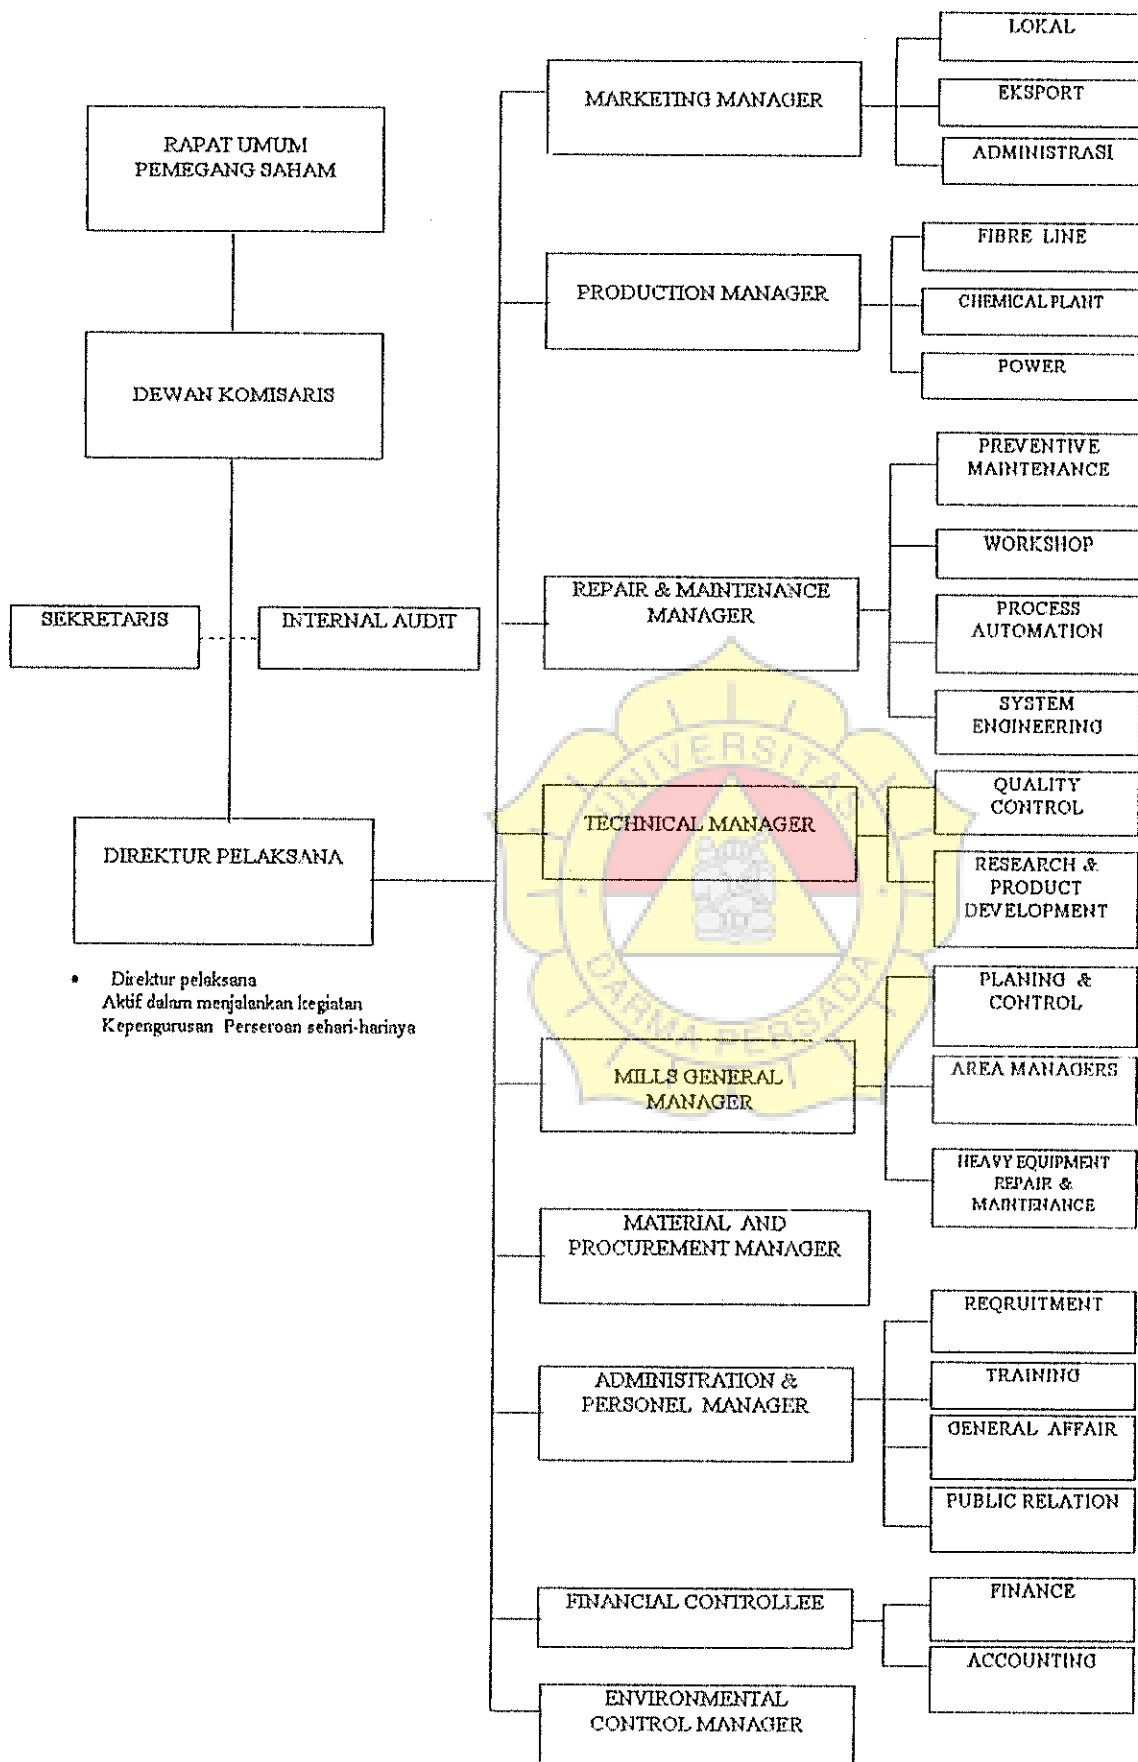 RAPAT UMUM
PEMEGANG SAHAM
DEWAN KOMISARIS
SEKRETARIS
INTERNAL AUDIT
DIREKTUR PELAKSANA
• Direktur pelaksana
Aktif dalam menjalankan kegiatan
Kepengurusan Perseroan sehari-harinya
MARKETING MANAGER
LOKAL
EKSPORT
ADMINISTRASI
PRODUCTION MANAGER
FIBRE LINE
CHEMICAL PLANT
POWER
REPAIR & MAINTENANCE
MANAGER
PREVENTIVE
MAINTENANCE
WORKSHOP
PROCESS
AUTOMATION
SYSTEM
ENGINEERING
TECHNICAL MANAGER
QUALITY
CONTROL
RESEARCH &
PRODUCT
DEVELOPMENT
UNIVERSITAS
DARMA PERSADA
MILLS GENERAL
MANAGER
PLANING &
CONTROL
AREA MANAGERS
HEAVY EQUIPMENT
REPAIR &
MAINTENANCE
MATERIAL AND
PROCUREMENT MANAGER
ADMINISTRATION &
PERSONEL MANAGER
REQRUITMENT
TRAINING
GENERAL AFFAIR
PUBLIC RELATION
FINANCIAL CONTROLLEE
FINANCE
ACCOUNTING
ENVIRONMENTAL
CONTROL MANAGER